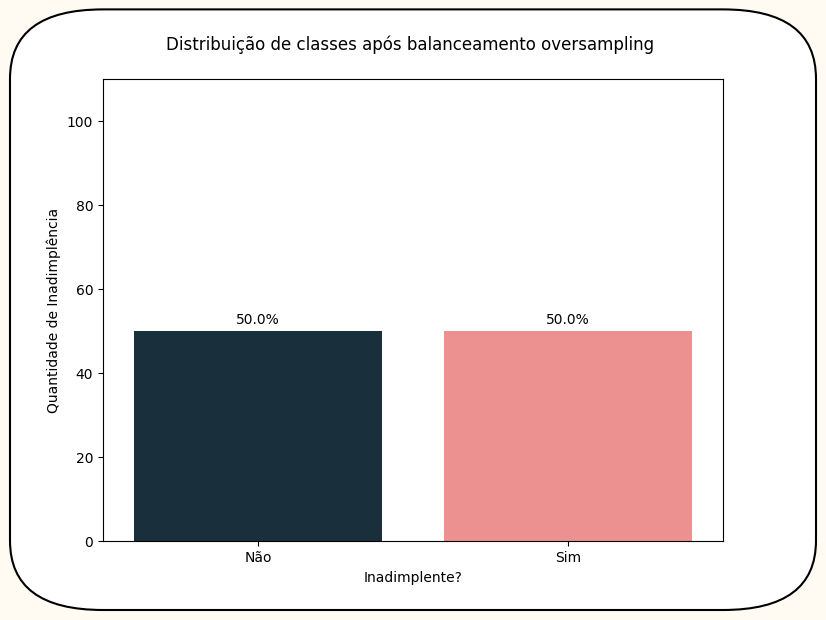 Distribuição de classes após balanceamento oversampling
Quantidade de Inadimplência
100
80
60
40
20
0
50.0%
50.0%
Não
Sim
Inadimplente?